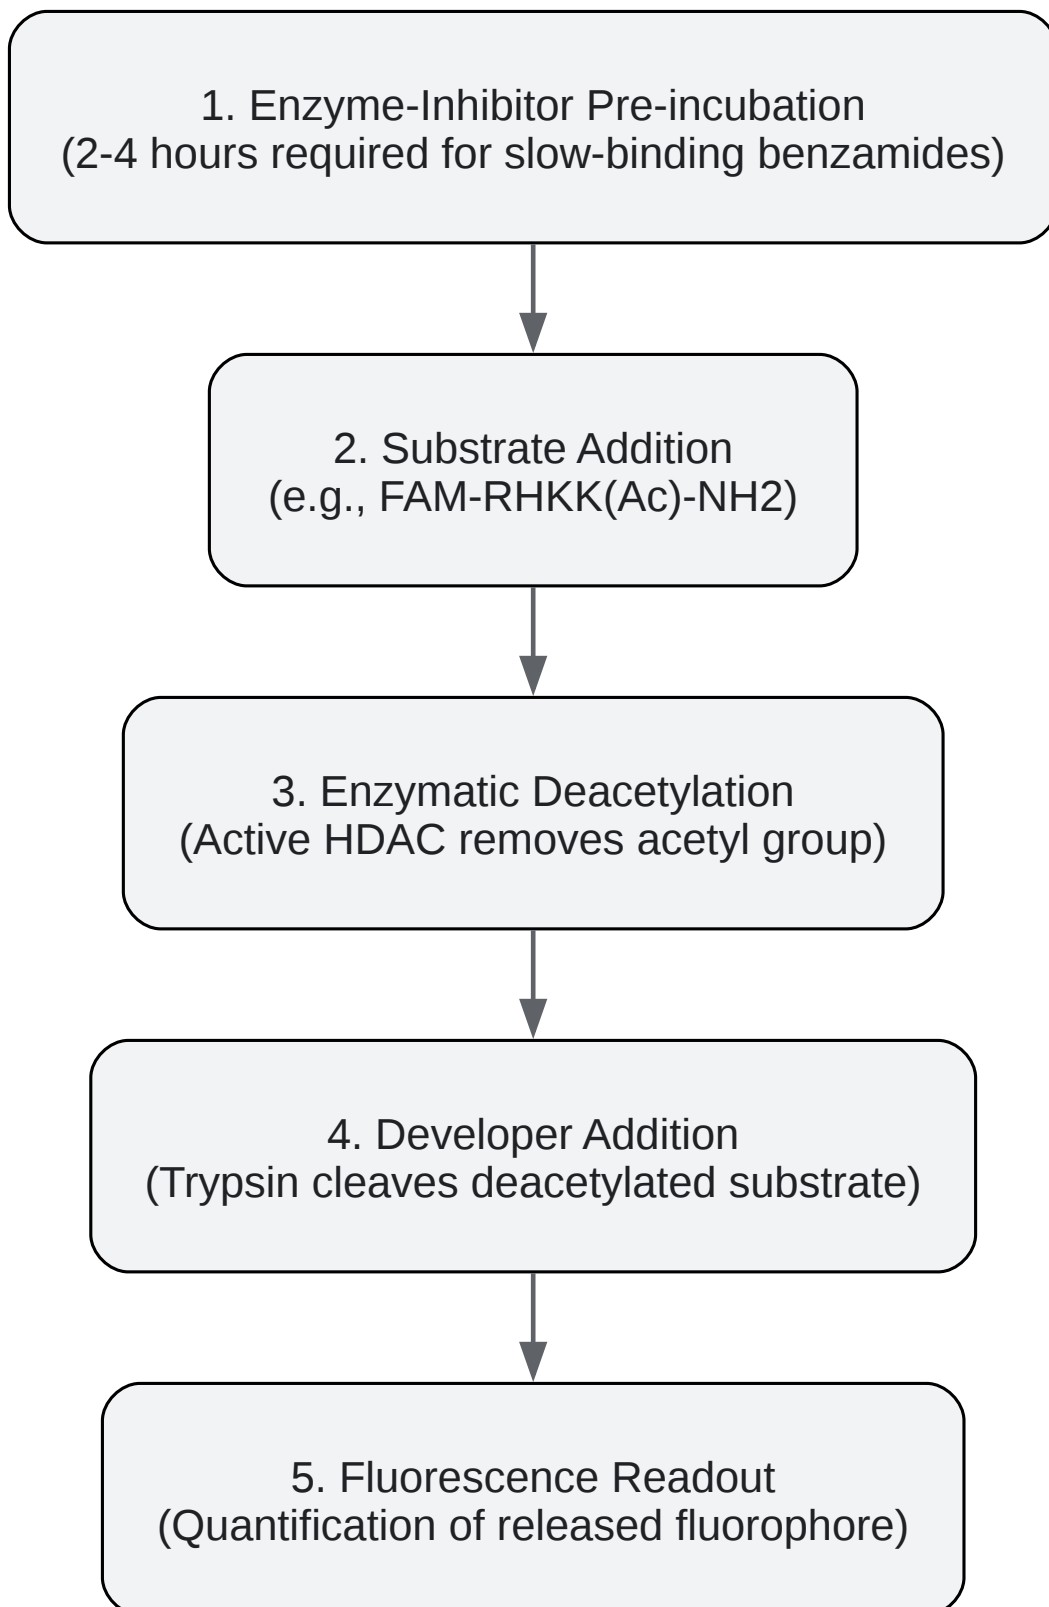 1. Enzyme-Inhibitor Pre-incubation
(2-4 hours required for slow-binding benzamides)
2. Substrate Addition
(e.g., FAM-RHKK(Ac)-NH2)
3. Enzymatic Deacetylation
(Active HDAC removes acetyl group)
4. Developer Addition
(Trypsin cleaves deacetylated substrate)
5. Fluorescence Readout
(Quantification of released fluorophore)